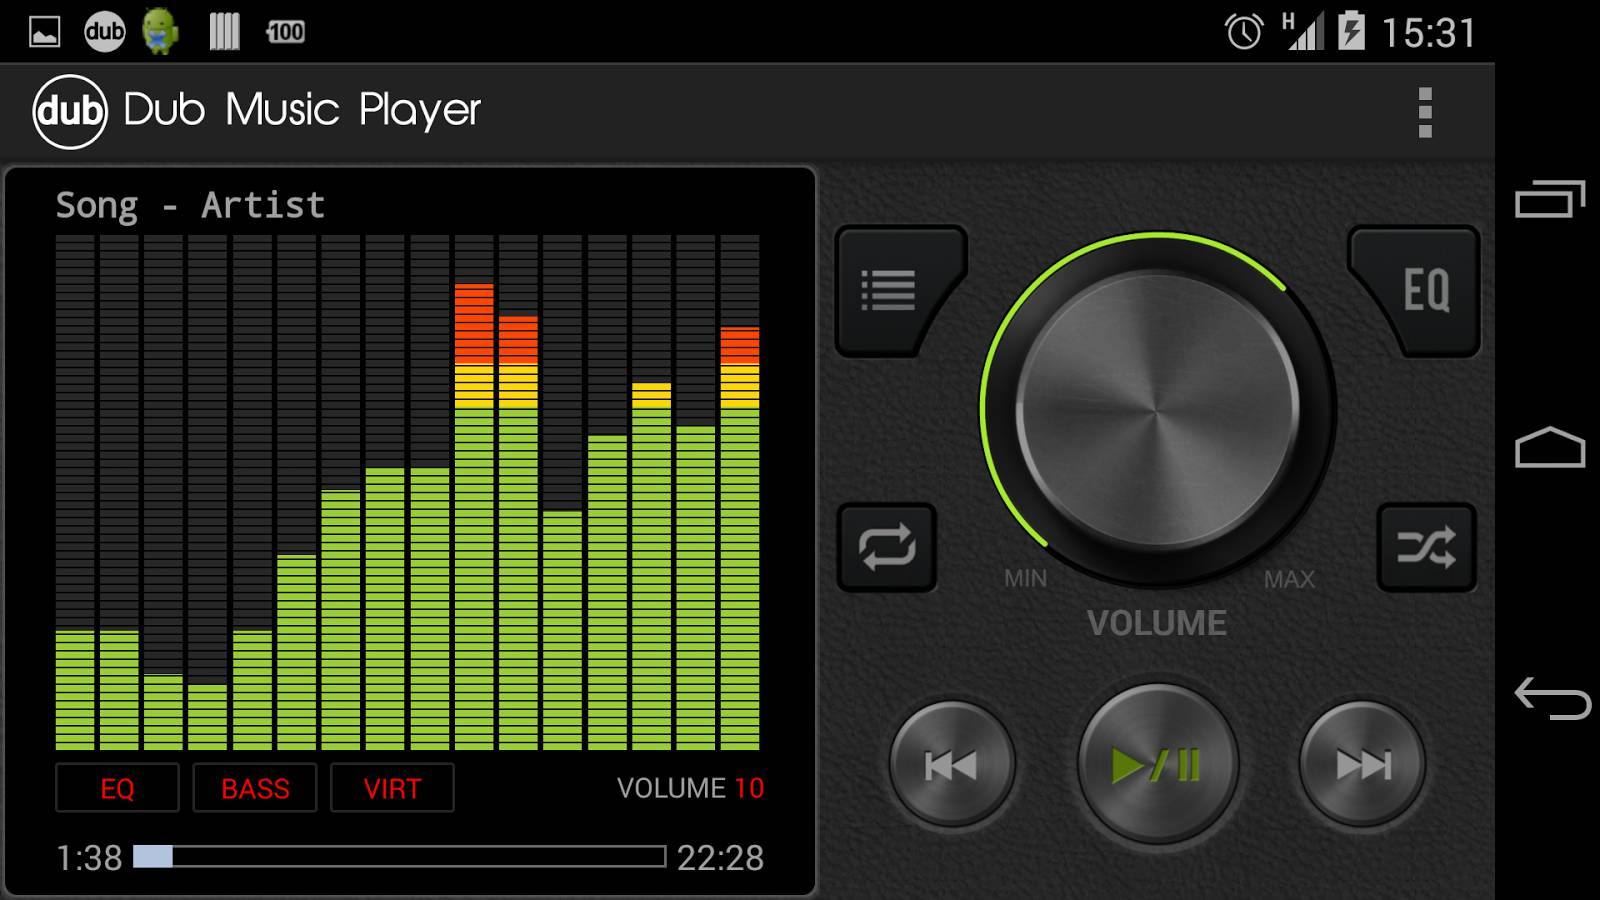 dub 100 H 15:31
dub Dub Music Player
Song - Artist
EQ
MIN MAX
VOLUME
EQ BASS VIRT VOLUME 10
1:38 22:28